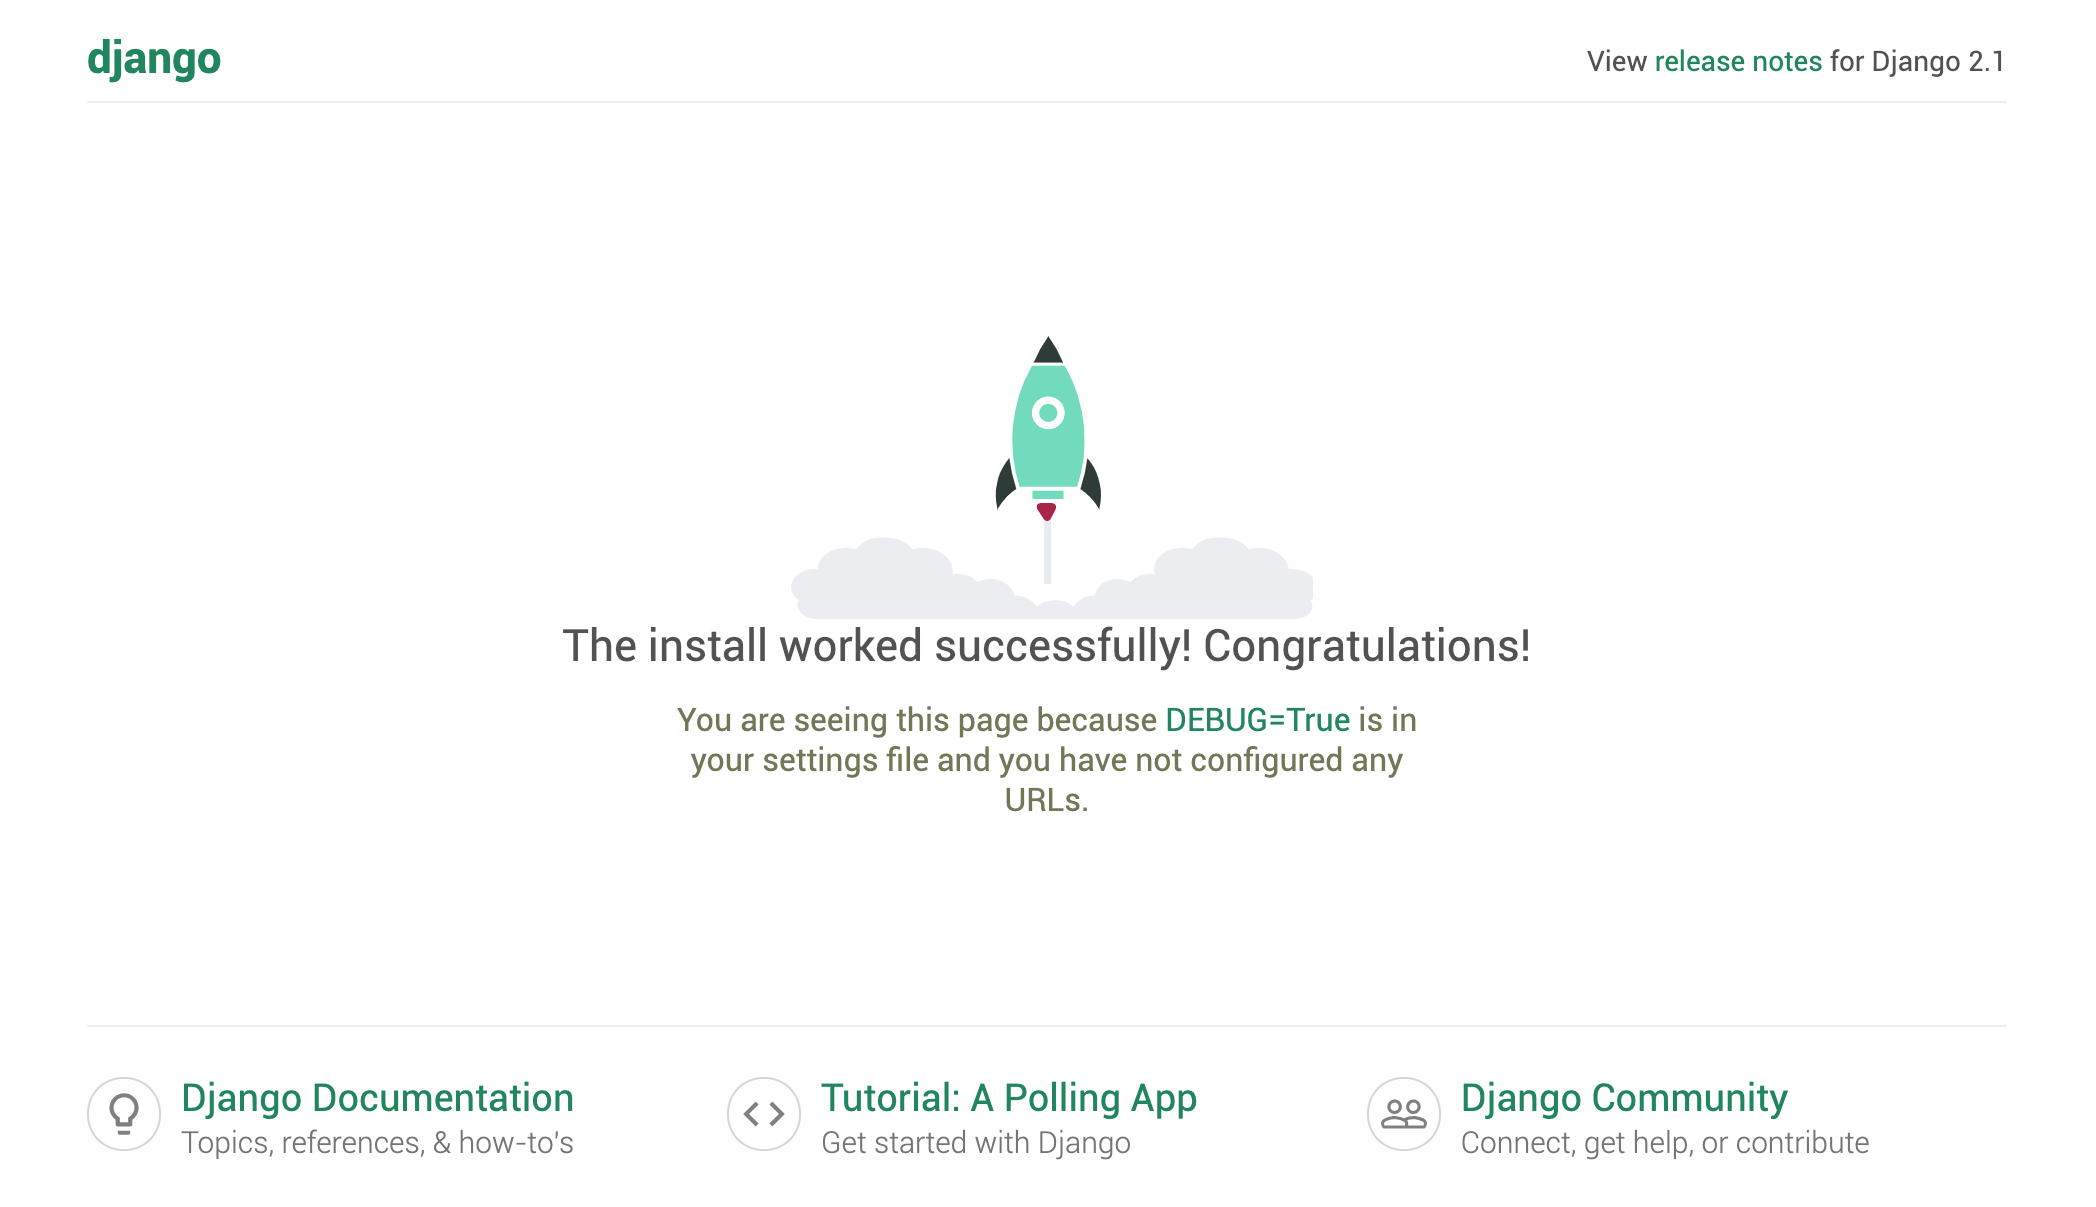 django
View release notes for Django 2.1
The install worked successfully! Congratulations!
You are seeing this page because DEBUG=True is in
your settings file and you have not configured any
URLs.
Django Documentation
Topics, references, & how-to's
Tutorial: A Polling App
Get started with Django
Django Community
Connect, get help, or contribute